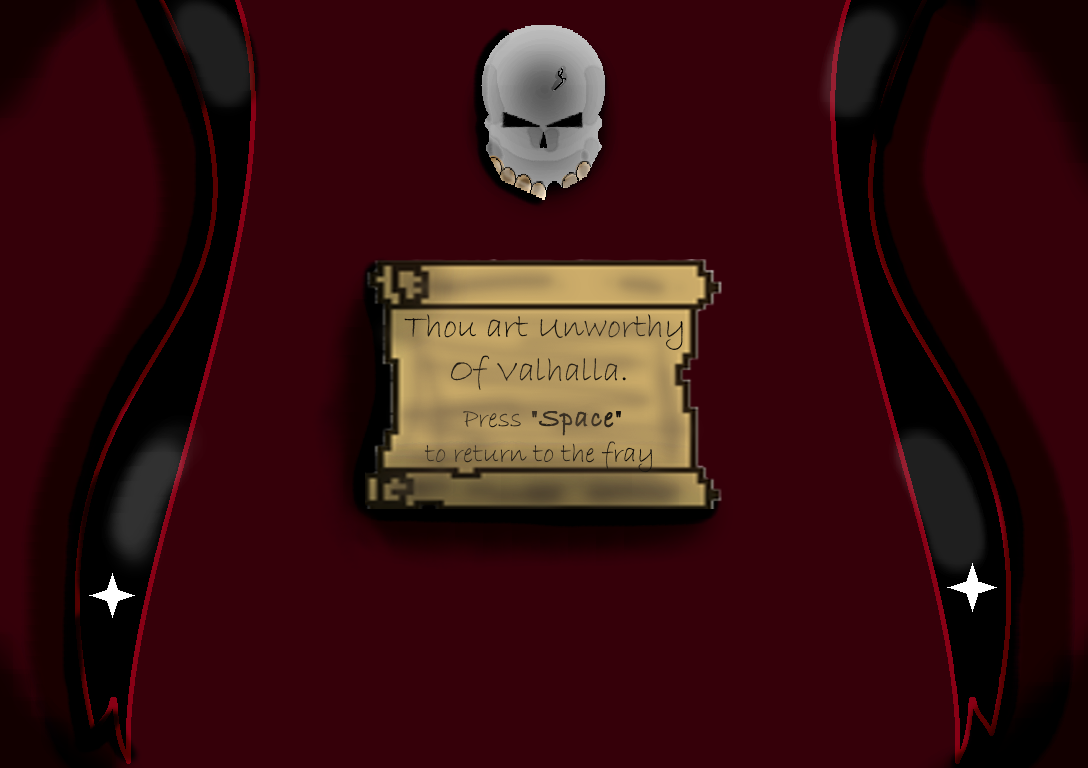 Thou art Unworthy
Of Valhalla.
Press "Space"
to return to the fray